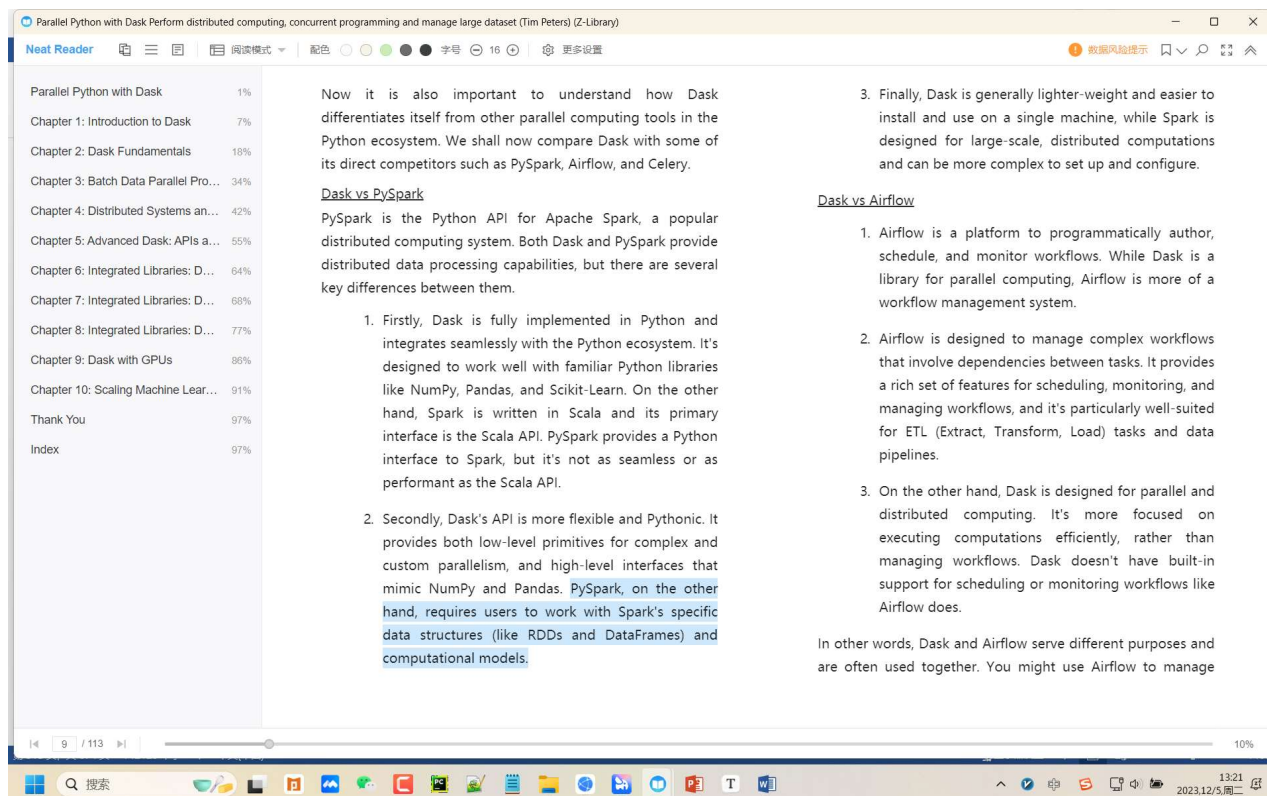 Parallel Python with Dask Perform distributed computing, concurrent programming and manage large dataset (Tim Peters) (Z-Library)
Neat Reader
阅读模式
配色
字号
16
更多设置
数据风险提示
Parallel Python with Dask 1%
Chapter 1: Introduction to Dask 7%
Chapter 2: Dask Fundamentals 18%
Chapter 3: Batch Data Parallel Pro... 34%
Chapter 4: Distributed Systems an... 42%
Chapter 5: Advanced Dask: APIs a... 55%
Chapter 6: Integrated Libraries: D... 64%
Chapter 7: Integrated Libraries: D... 68%
Chapter 8: Integrated Libraries: D... 77%
Chapter 9: Dask with GPUs 86%
Chapter 10: Scaling Machine Lear... 91%
Thank You 97%
Index 97%
Now it is also important to understand how Dask
differentiates itself from other parallel computing tools in the
Python ecosystem. We shall now compare Dask with some of
its direct competitors such as PySpark, Airflow, and Celery.
Dask vs PySpark
PySpark is the Python API for Apache Spark, a popular
distributed computing system. Both Dask and PySpark provide
distributed data processing capabilities, but there are several
key differences between them.
1. Firstly, Dask is fully implemented in Python and
integrates seamlessly with the Python ecosystem. It's
designed to work well with familiar Python libraries
like NumPy, Pandas, and Scikit-Learn. On the other
hand, Spark is written in Scala and its primary
interface is the Scala API. PySpark provides a Python
interface to Spark, but it's not as seamless or as
performant as the Scala API.
2. Secondly, Dask's API is more flexible and Pythonic. It
provides both low-level primitives for complex and
custom parallelism, and high-level interfaces that
mimic NumPy and Pandas. PySpark, on the other
hand, requires users to work with Spark's specific
data structures (like RDDs and DataFrames) and
computational models.
3. Finally, Dask is generally lighter-weight and easier to
install and use on a single machine, while Spark is
designed for large-scale, distributed computations
and can be more complex to set up and configure.
Dask vs Airflow
1. Airflow is a platform to programmatically author,
schedule, and monitor workflows. While Dask is a
library for parallel computing, Airflow is more of a
workflow management system.
2. Airflow is designed to manage complex workflows
that involve dependencies between tasks. It provides
a rich set of features for scheduling, monitoring, and
managing workflows, and it's particularly well-suited
for ETL (Extract, Transform, Load) tasks and data
pipelines.
3. On the other hand, Dask is designed for parallel and
distributed computing. It's more focused on
executing computations efficiently, rather than
managing workflows. Dask doesn't have built-in
support for scheduling or monitoring workflows like
Airflow does.
In other words, Dask and Airflow serve different purposes and
are often used together. You might use Airflow to manage
9 / 113
10%
搜索
中
13:21
2023,12/5,周二